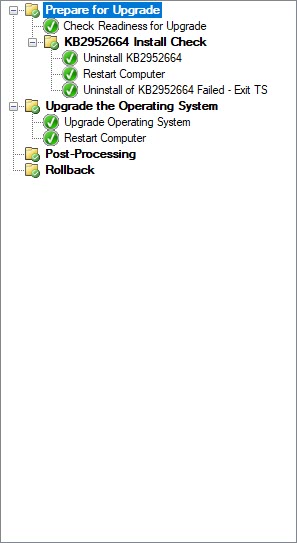 Prepare for Upgrade
Check Readiness for Upgrade
KB2952664 Install Check
Uninstall KB2952664
Restart Computer
Uninstall of KB2952664 Failed - Exit TS
Upgrade the Operating System
Upgrade Operating System
Restart Computer
Post-Processing
Rollback